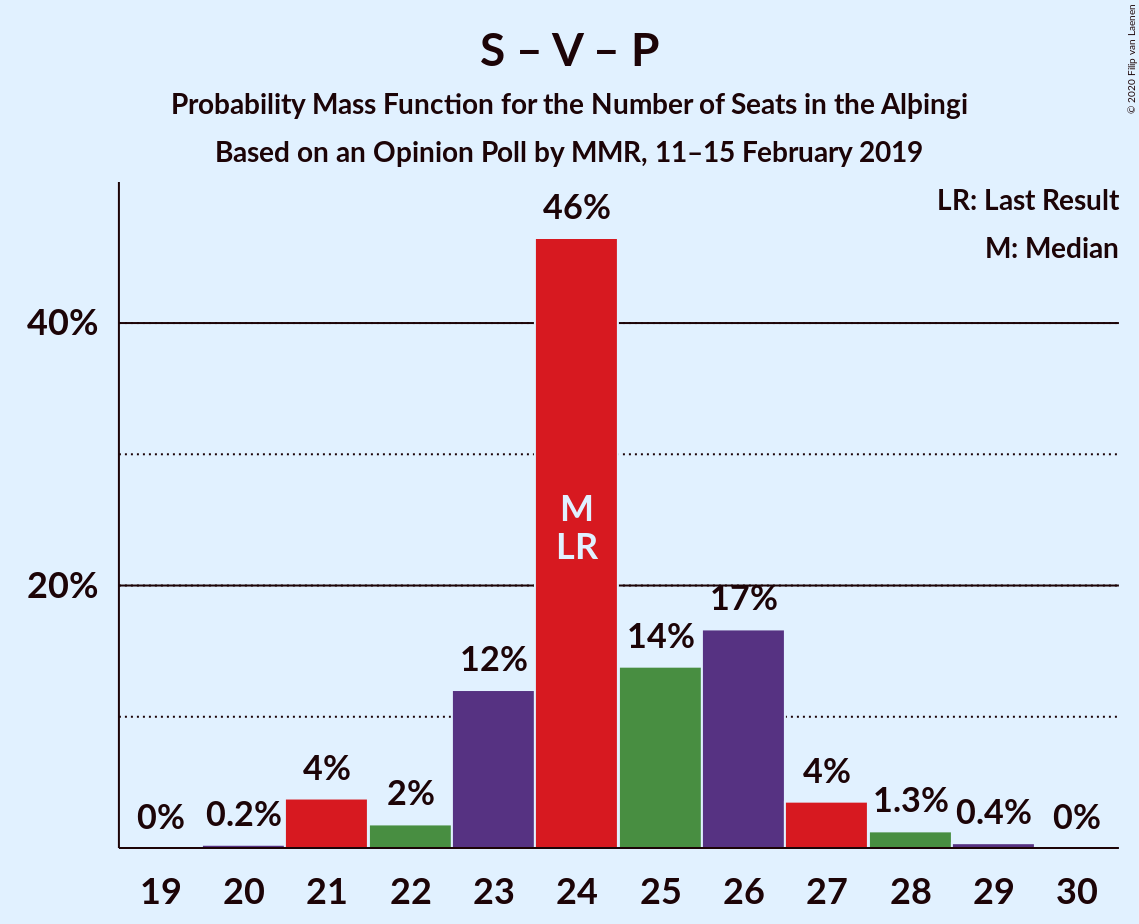 S – V – P
Probability Mass Function for the Number of Seats in the Alþingi
Based on an Opinion Poll by MMR, 11–15 February 2019
© 2020 Filip van Laenen
LR: Last Result
M: Median
40%
20%
0%
0.2%
4%
2%
12%
46%
M
LR
14%
17%
4%
1.3%
0.4%
0%
19 20 21 22 23 24 25 26 27 28 29 30